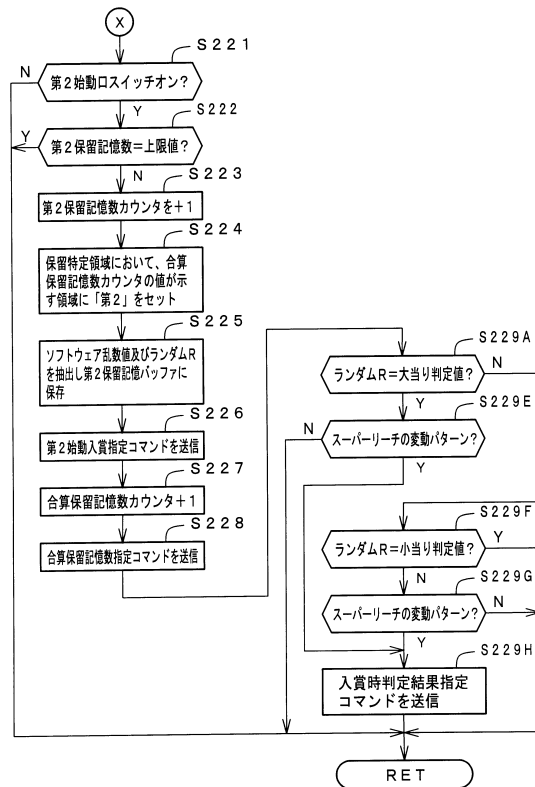 X
S221
N
第2始動口スイッチオン?
Y
S222
Y
第2保留記憶数＝上限値?
N
S223
第2保留記憶数カウンタを＋1
S224
保留特定領域において、合算
保留記憶数カウンタの値が示
す領域に「第2」をセット
S225
ソフトウェア乱数値及びランダムR
を抽出し第2保留記憶バッファに
保存
S226
第2始動入賞指定コマンドを送信
S227
合算保留記憶数カウンタ＋1
S228
合算保留記憶数指定コマンドを送信
S229A
ランダムR＝大当り判定値?
N
Y
S229E
N
スーパーリーチの変動パターン?
Y
S229F
ランダムR＝小当り判定値?
Y
N
S229G
スーパーリーチの変動パターン?
N
Y
S229H
入賞時判定結果指定
コマンドを送信
RET